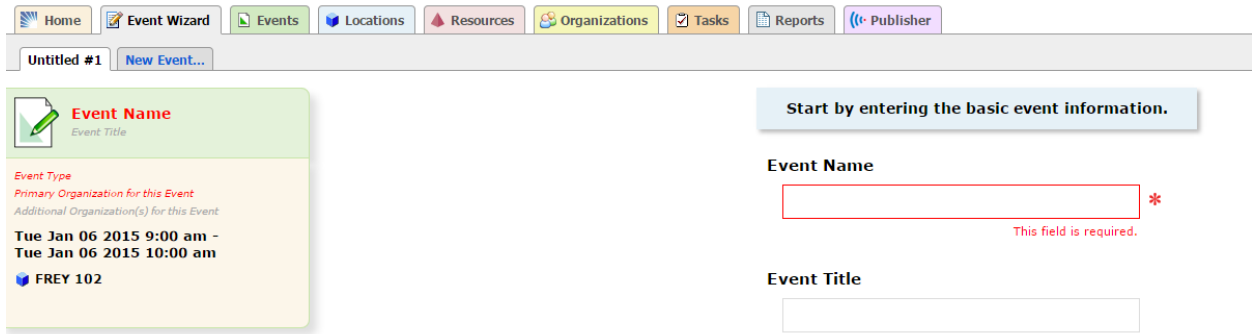 Home Event Wizard Events Locations Resources Organizations Tasks Reports Publisher
Untitled #1 New Event...
Event Name
Event Title
Event Type
Primary Organization for this Event
Additional Organization(s) for this Event
Tue Jan 06 2015 9:00 am -
Tue Jan 06 2015 10:00 am
FREY 102
Start by entering the basic event information.
Event Name
*
This field is required.
Event Title